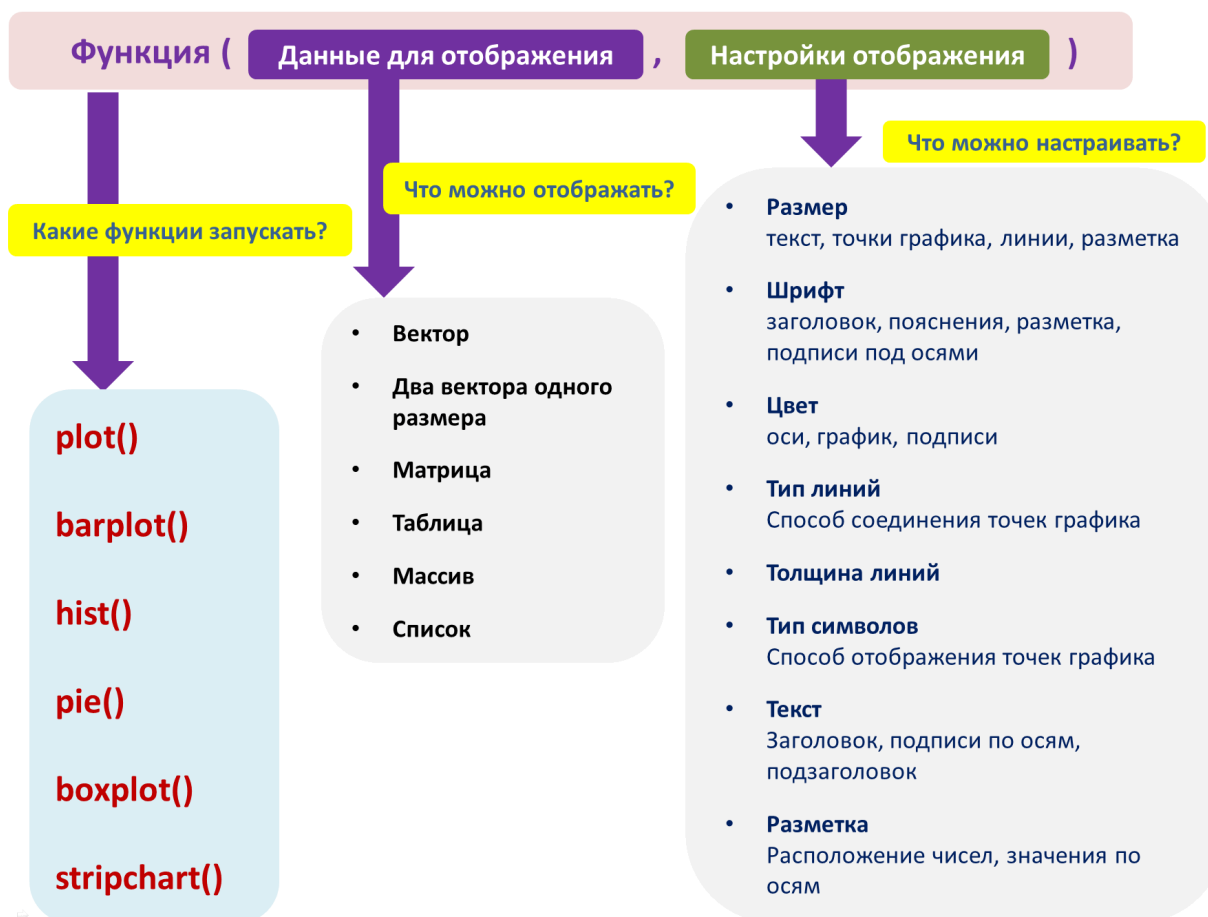 Функция ( Данные для отображения , Настройки отображения )
Какие функции запускать?
plot()
barplot()
hist()
pie()
boxplot()
stripchart()
Что можно отображать?
• Вектор
• Два вектора одного
размера
• Матрица
• Таблица
• Массив
• Список
Что можно настраивать?
• Размер
текст, точки графика, линии, разметка
• Шрифт
заголовок, пояснения, разметка,
подписи под осями
• Цвет
оси, график, подписи
• Тип линий
Способ соединения точек графика
• Толщина линий
• Тип символов
Способ отображения точек графика
• Текст
Заголовок, подписи по осям,
подзаголовок
• Разметка
Расположение чисел, значения по
осям